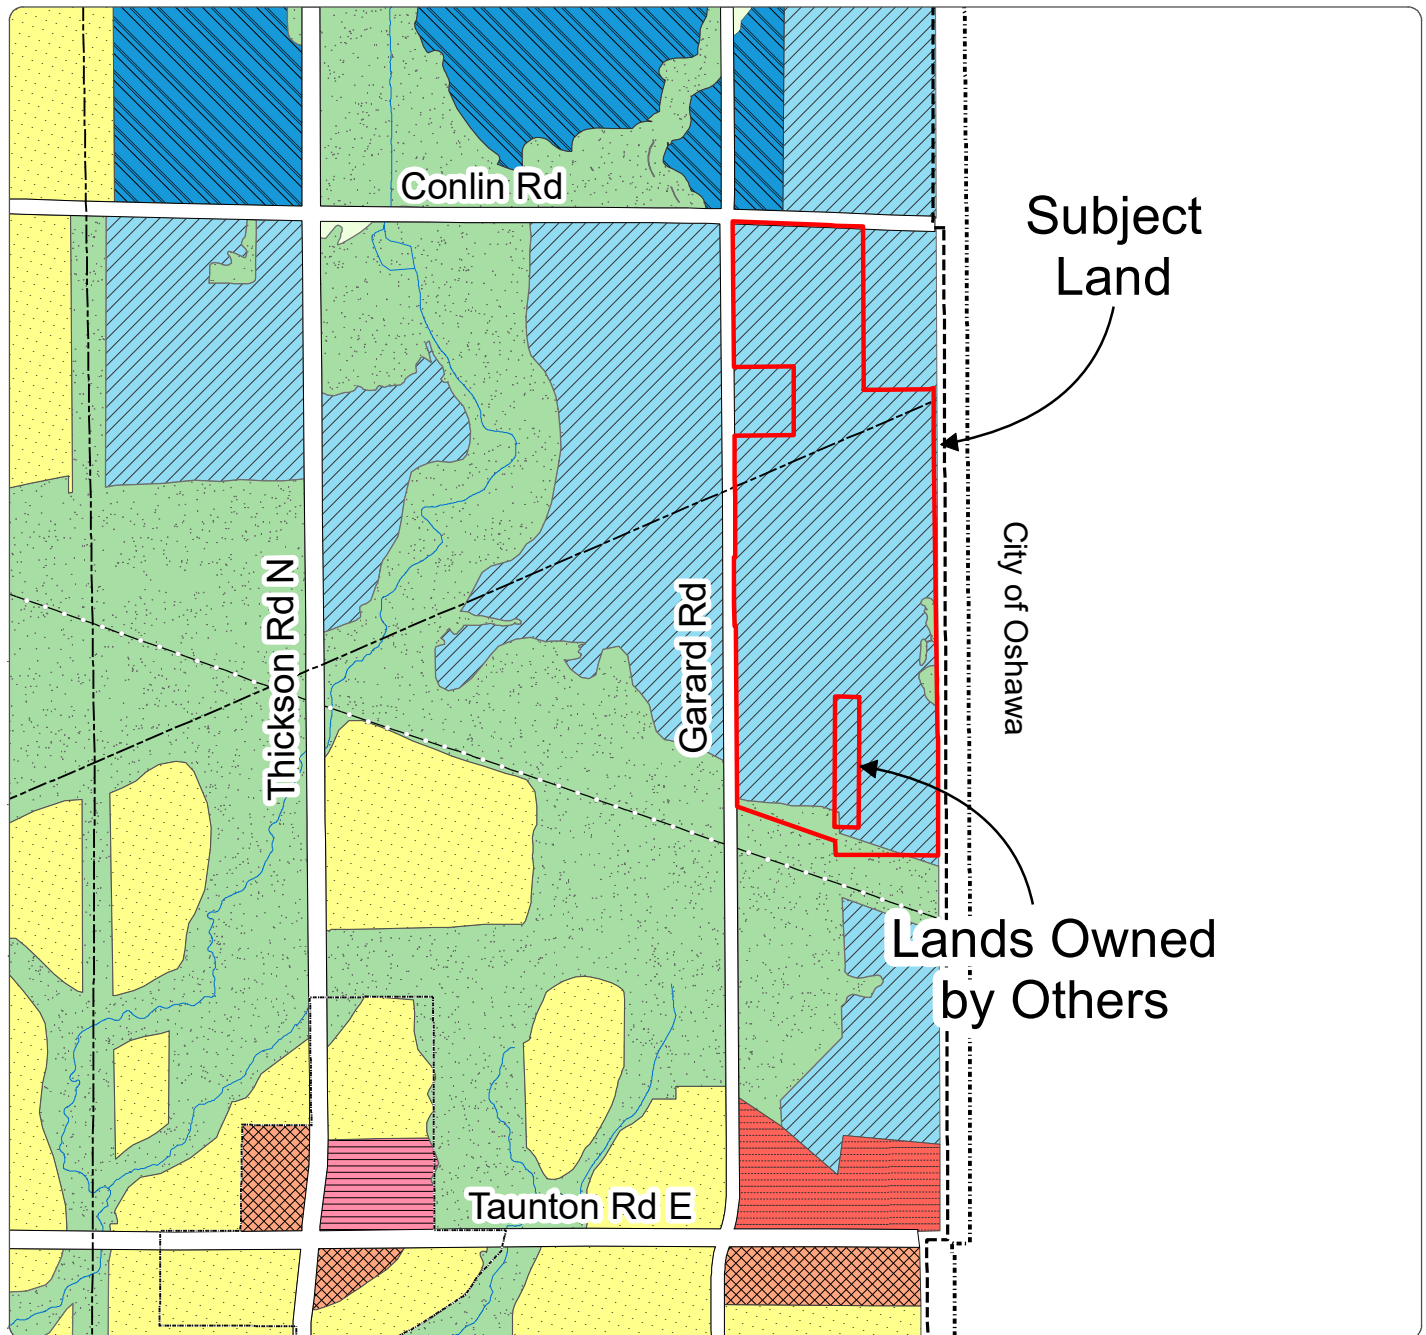 Conlin Rd
Subject
Land
City of Oshawa
Thickson Rd N
Garard Rd
Lands Owned
by Others
Taunton Rd E